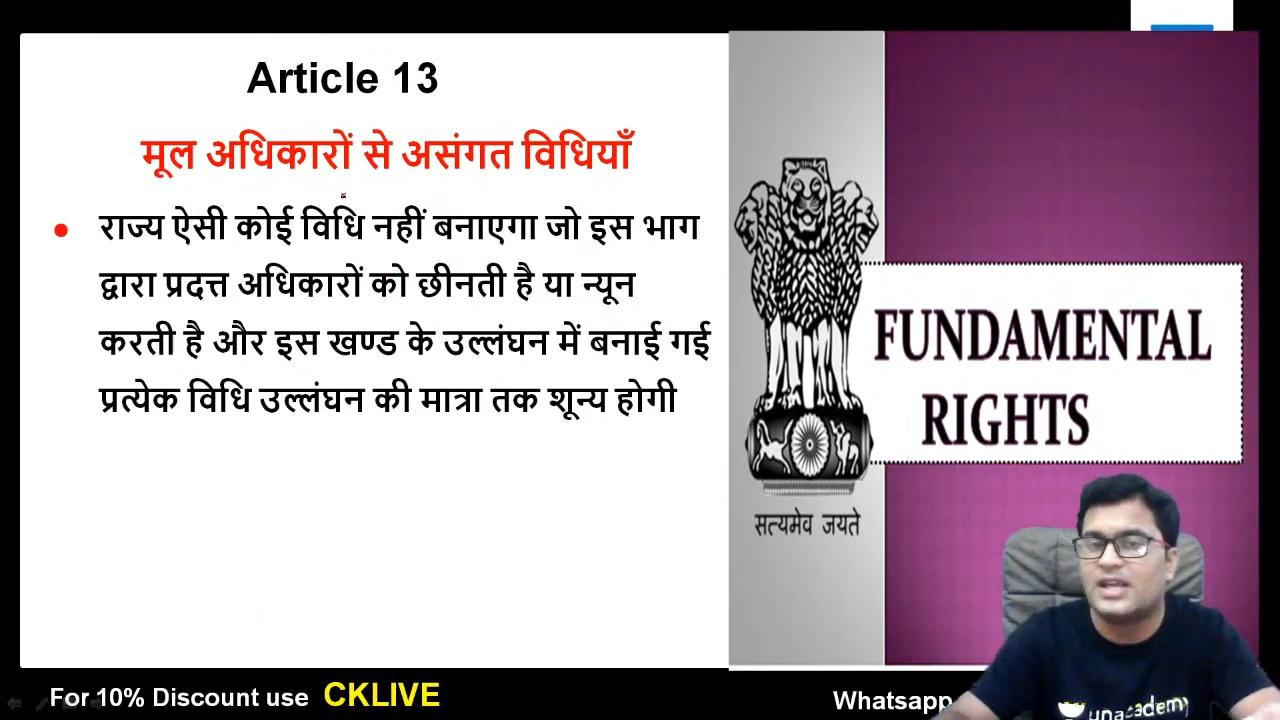 Article 13
मूल अधिकारों से असंगत विधियाँ
राज्य ऐसी कोई विधि नहीं बनाएगा जो इस भाग
द्वारा प्रदत्त अधिकारों को छीनती है या न्यून
करती है और इस खण्ड के उल्लंघन में बनाई गई
प्रत्येक विधि उल्लंघन की मात्रा तक शून्य होगी
FUNDAMENTAL
RIGHTS
सत्यमेव जयते
unacademy
For 10% Discount use CKLIVE
Whatsapp